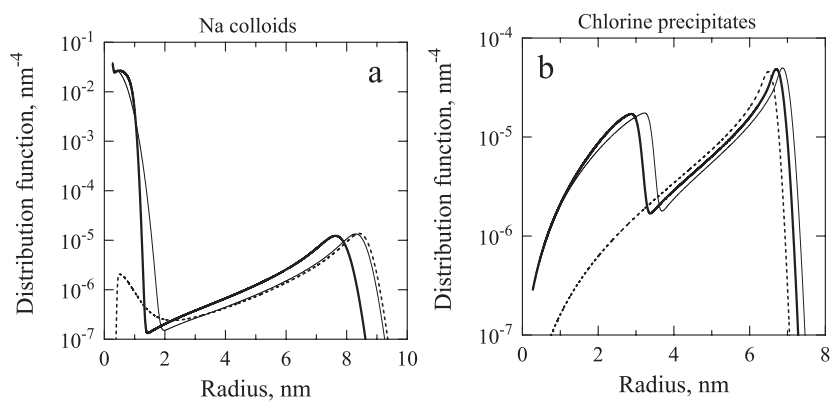 Na colloids
Chlorine precipitates
10^-1
10^-2
10^-3
10^-4
10^-5
10^-6
10^-7
Distribution function, nm^-4
a
0 2 4 6 8 10
Radius, nm
10^-4
10^-5
10^-6
10^-7
Distribution function, nm^-4
b
0 2 4 6 8
Radius, nm